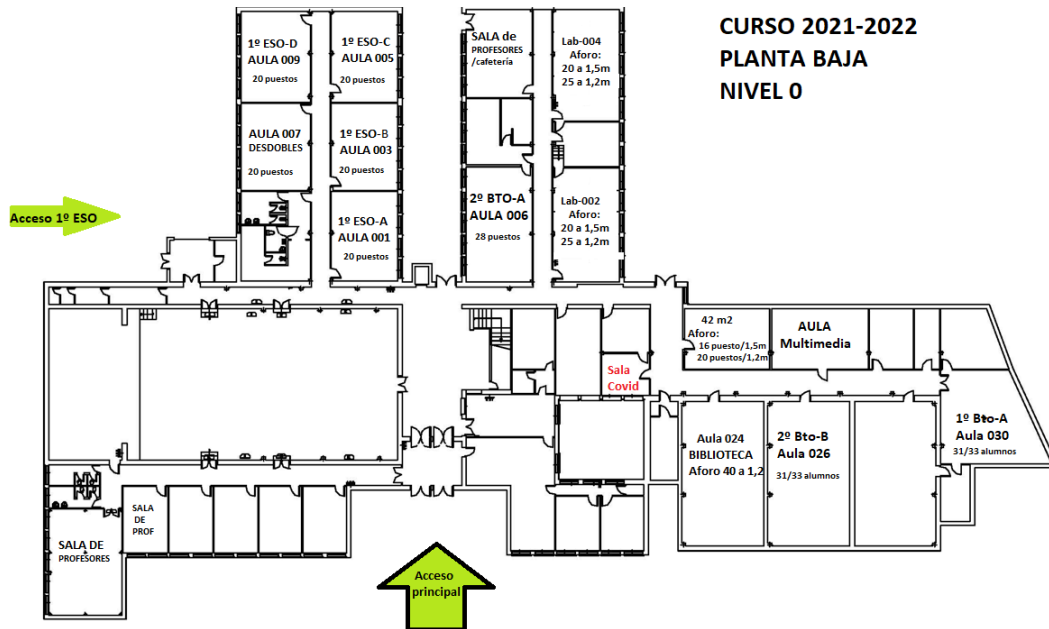 CURSO 2021-2022
PLANTA BAJA
NIVEL 0
1º ESO-D
AULA 009
20 puestos
1º ESO-C
AULA 005
20 puestos
SALA de
PROFESORES
/cafetería
Lab-004
Aforo:
20 a 1,5m
25 a 1,2m
AULA 007
DESDOBLES
20 puestos
1º ESO-B
AULA 003
20 puestos
Acceso 1º ESO
1º ESO-A
AULA 001
20 puestos
2º BTO-A
AULA 006
28 puestos
Lab-002
Aforo:
20 a 1,5m
25 a 1,2m
42 m2
Aforo:
16 puesto/1,5m
20 puestos/1,2m
AULA
Multimedia
Sala
Covid
Aula 024
BIBLIOTECA
Aforo 40 a 1,2
2º Bto-B
Aula 026
31/33 alumnos
1º Bto-A
Aula 030
31/33 alumnos
SALA
DE
PROF
SALA DE
PROFESORES
Acceso
principal